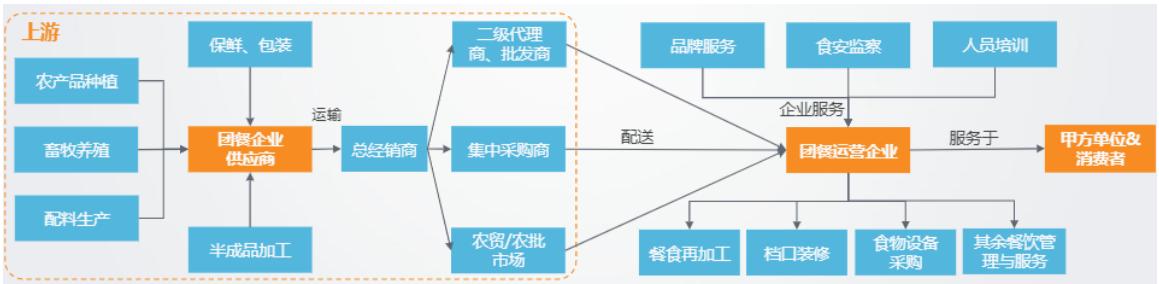 上游
农产品种植
畜牧养殖
配料生产
保鲜、包装
团餐企业
供应商
半成品加工
运输
总经销商
二级代理
商、批发商
集中采购商
农贸/农批
市场
配送
品牌服务
食安监察
人员培训
企业服务
团餐运营企业
服务于
甲方单位&
消费者
餐食再加工
档口装修
食物设备
采购
其余餐饮管
理与服务